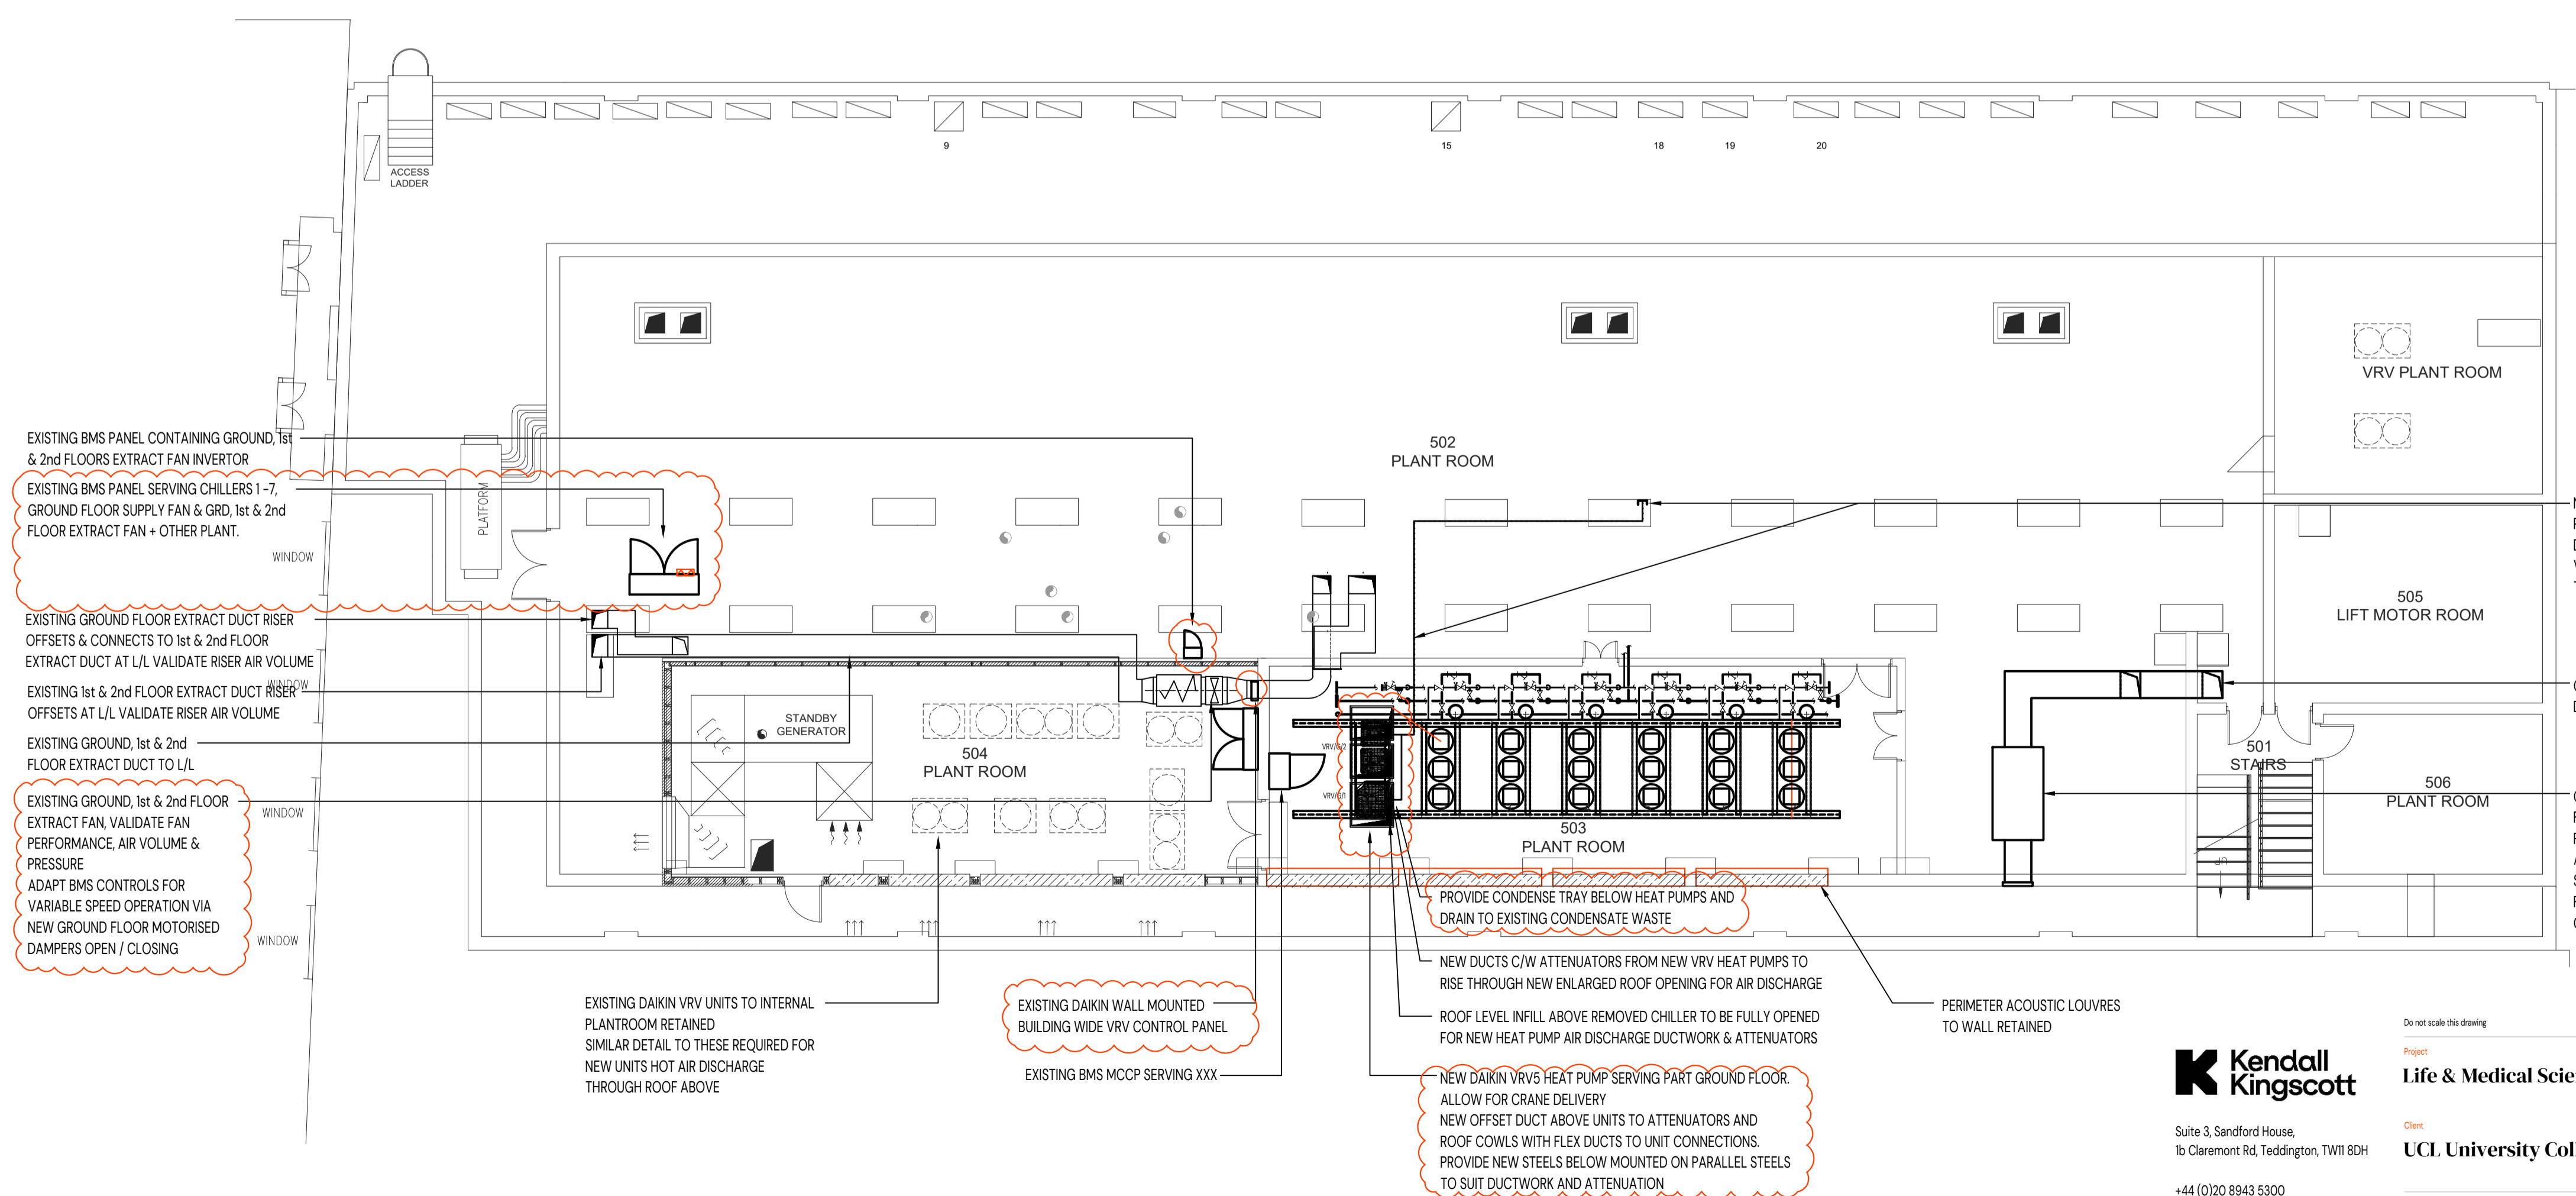 9
15
18
19
20
ACCESS
LADDER
VRV PLANT ROOM
502
PLANT ROOM
EXISTING BMS PANEL CONTAINING GROUND, 1st
& 2nd FLOORS EXTRACT FAN INVERTOR
EXISTING BMS PANEL SERVING CHILLERS 1 -7,
GROUND FLOOR SUPPLY FAN & GRD, 1st & 2nd
FLOOR EXTRACT FAN + OTHER PLANT.
PLATFORM
WINDOW
505
LIFT MOTOR ROOM
EXISTING GROUND FLOOR EXTRACT DUCT RISER
OFFSETS & CONNECTS TO 1st & 2nd FLOOR
EXTRACT DUCT AT L/L VALIDATE RISER AIR VOLUME
WINDOW
EXISTING 1st & 2nd FLOOR EXTRACT DUCT RISER
OFFSETS AT L/L VALIDATE RISER AIR VOLUME
EXISTING GROUND, 1st & 2nd
FLOOR EXTRACT DUCT TO L/L
STANDBY
GENERATOR
504
PLANT ROOM
VRV/G/2
VRV/G/1
503
PLANT ROOM
501
STAIRS
UP
506
PLANT ROOM
EXISTING GROUND, 1st & 2nd FLOOR
EXTRACT FAN, VALIDATE FAN
PERFORMANCE, AIR VOLUME &
PRESSURE
ADAPT BMS CONTROLS FOR
VARIABLE SPEED OPERATION VIA
NEW GROUND FLOOR MOTORISED
DAMPERS OPEN / CLOSING
WINDOW
WINDOW
PROVIDE CONDENSE TRAY BELOW HEAT PUMPS AND
DRAIN TO EXISTING CONDENSATE WASTE
NEW DUCTS C/W ATTENUATORS FROM NEW VRV HEAT PUMPS TO
RISE THROUGH NEW ENLARGED ROOF OPENING FOR AIR DISCHARGE
ROOF LEVEL INFILL ABOVE REMOVED CHILLER TO BE FULLY OPENED
FOR NEW HEAT PUMP AIR DISCHARGE DUCTWORK & ATTENUATORS
PERIMETER ACOUSTIC LOUVRES
TO WALL RETAINED
EXISTING DAIKIN VRV UNITS TO INTERNAL
PLANTROOM RETAINED
SIMILAR DETAIL TO THESE REQUIRED FOR
NEW UNITS HOT AIR DISCHARGE
THROUGH ROOF ABOVE
EXISTING DAIKIN WALL MOUNTED
BUILDING WIDE VRV CONTROL PANEL
EXISTING BMS MCCP SERVING XXX
NEW DAIKIN VRV5 HEAT PUMP SERVING PART GROUND FLOOR.
ALLOW FOR CRANE DELIVERY
NEW OFFSET DUCT ABOVE UNITS TO ATTENUATORS AND
ROOF COWLS WITH FLEX DUCTS TO UNIT CONNECTIONS.
PROVIDE NEW STEELS BELOW MOUNTED ON PARALLEL STEELS
TO SUIT DUCTWORK AND ATTENUATION
Kendall
Kingscott
Suite 3, Sandford House,
1b Claremont Rd, Teddington, TW11 8DH
+44 (0)20 8943 5300
Do not scale this drawing
Project
Life & Medical Scie
Client
UCL University Col